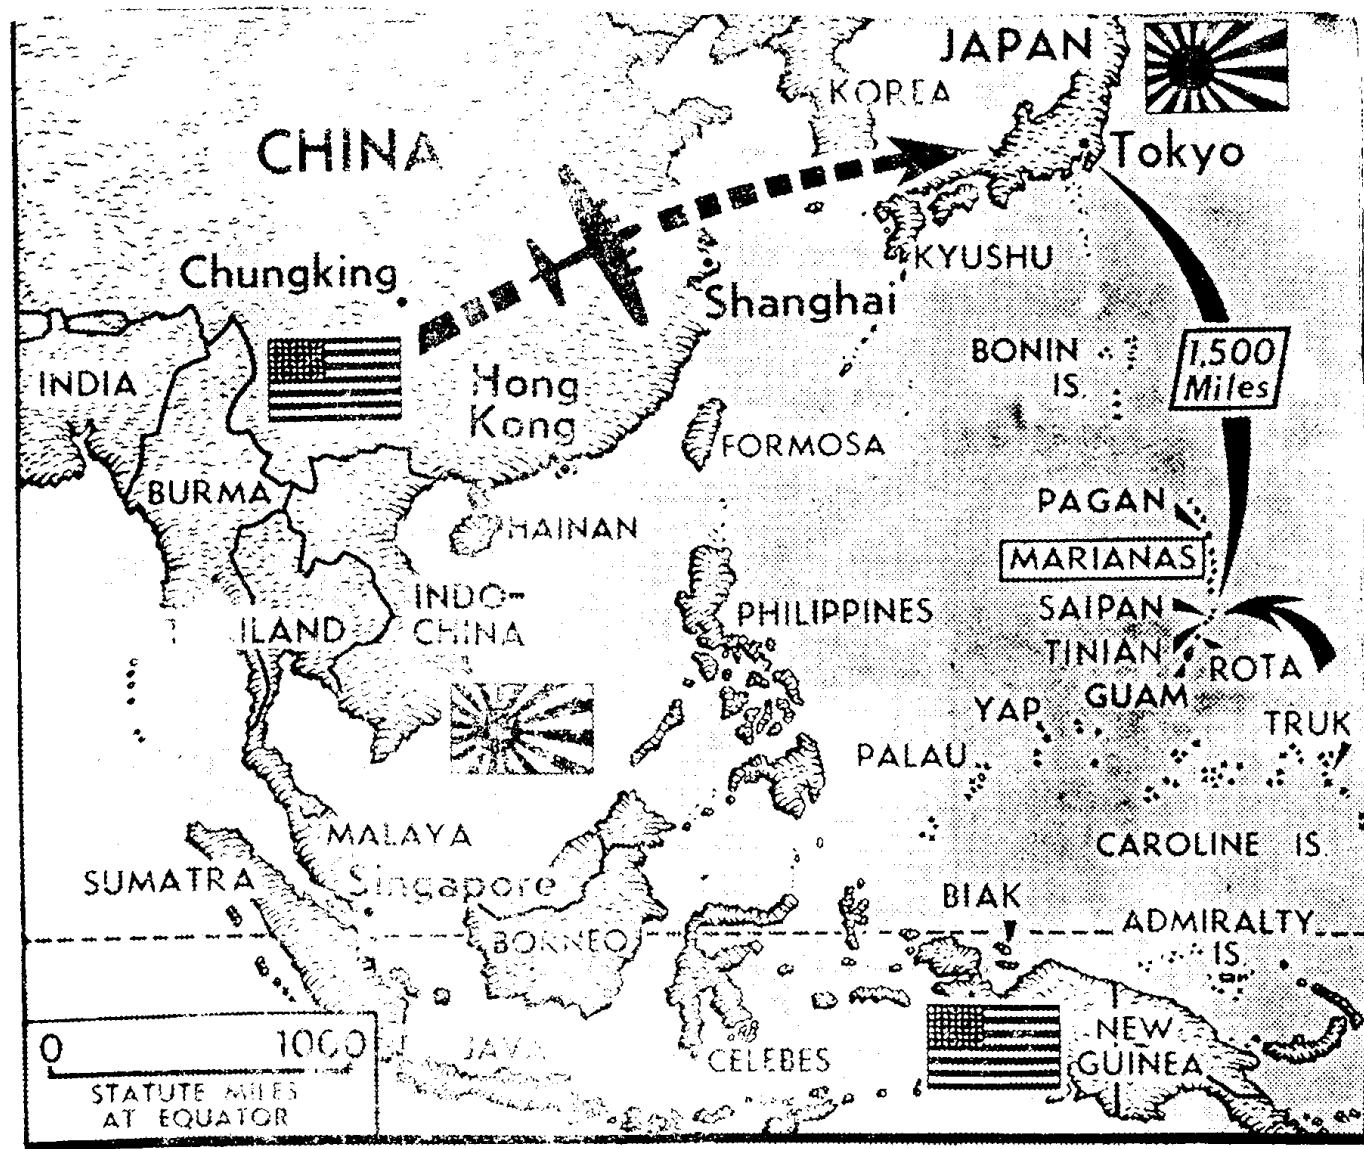 JAPAN
KOREA
CHINA
Tokyo
KYUSHU
Chungking
Shanghai
BONIN
IS.
1,500
Miles
INDIA
Hong
Kong
FORMOSA
BURMA
PAGAN
HAINAN
MARIANAS
INDO-
CHINA
PHILIPPINES
SAIPAN
ILAND
TINIAN
ROTA
GUAM
YAP
TRUK
PALAU
MALAYA
CAROLINE IS.
SUMATRA
Singapore
BIAK
ADMIRALTY
IS.
BORNEO
NEW
GUINEA
0 1000
JAVA
CELEBES
STATUTE MILES
AT EQUATOR